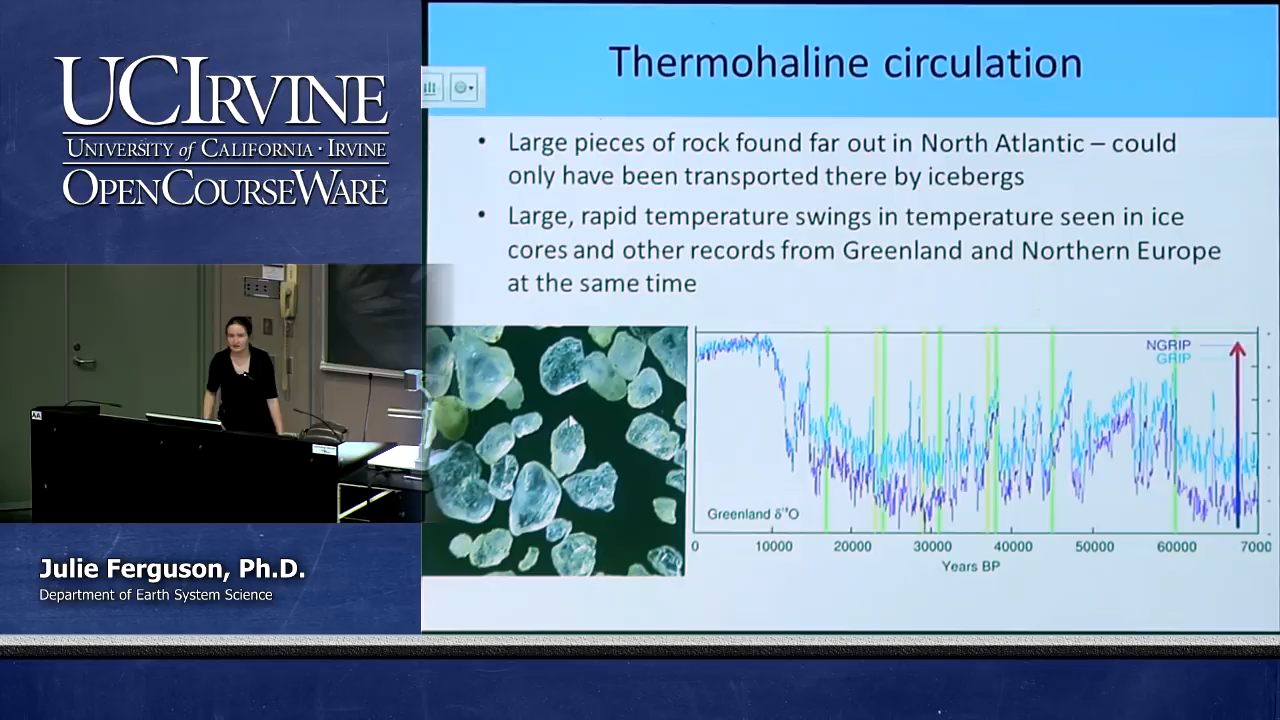 UCIRVINE
UNIVERSITY of CALIFORNIA · IRVINE
OPENCOURSEWARE
Julie Ferguson, Ph.D.
Department of Earth System Science
Thermohaline circulation
• Large pieces of rock found far out in North Atlantic – could
only have been transported there by icebergs
• Large, rapid temperature swings in temperature seen in ice
cores and other records from Greenland and Northern Europe
at the same time
NGRIP
GRIP
Greenland δ¹⁸O
0 10000 20000 30000 40000 50000 60000 7000
Years BP